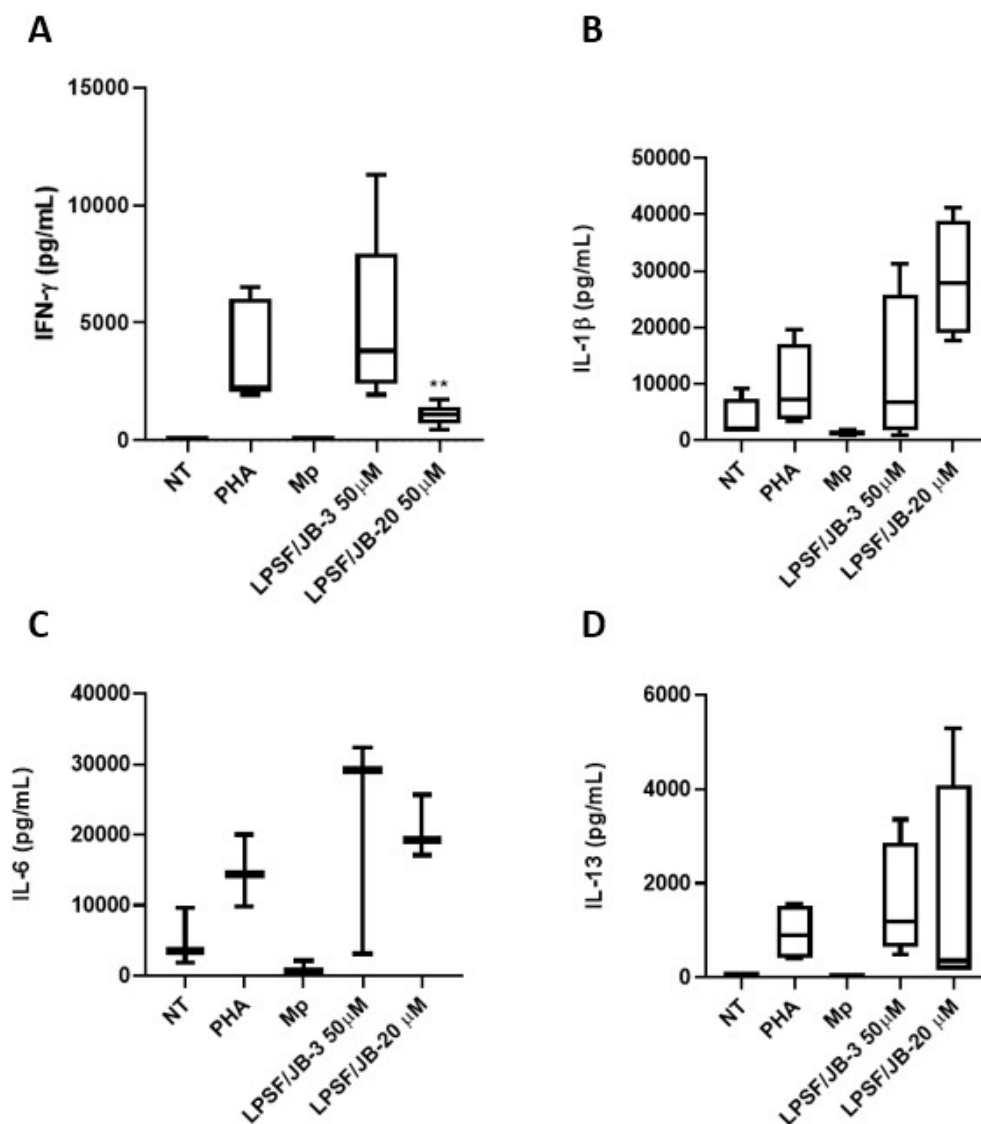 A
IFN-γ (pg/mL)
15000
10000
5000
0
**
NT
PHA
Mp
LPSF/JB-3 50μM
LPSF/JB-20 50μM
B
IL-1β (pg/mL)
50000
40000
30000
20000
10000
0
NT
PHA
Mp
LPSF/JB-3 50μM
LPSF/JB-20 μM
C
IL-6 (pg/mL)
40000
30000
20000
10000
0
NT
PHA
Mp
LPSF/JB-3 50μM
LPSF/JB-20 μM
D
IL-13 (pg/mL)
6000
4000
2000
0
NT
PHA
Mp
LPSF/JB-3 50μM
LPSF/JB-20 μM